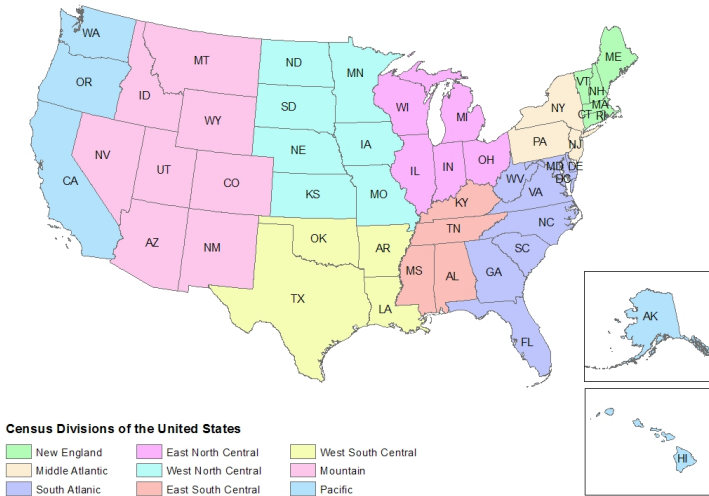 WA
MT
ND
MN
ME
OR
ID
SD
WI
VT
NH
WY
MI
NY
MA
CT
RI
NV
NE
IA
PA
NJ
UT
CO
IL
IN
OH
MD
DE
DC
CA
KS
MO
WV
VA
KY
AZ
NM
OK
AR
TN
NC
SC
TX
MS
AL
GA
LA
FL
AK
HI
Census Divisions of the United States
New England
East North Central
West South Central
Middle Atlantic
West North Central
Mountain
South Atlanic
East South Central
Pacific